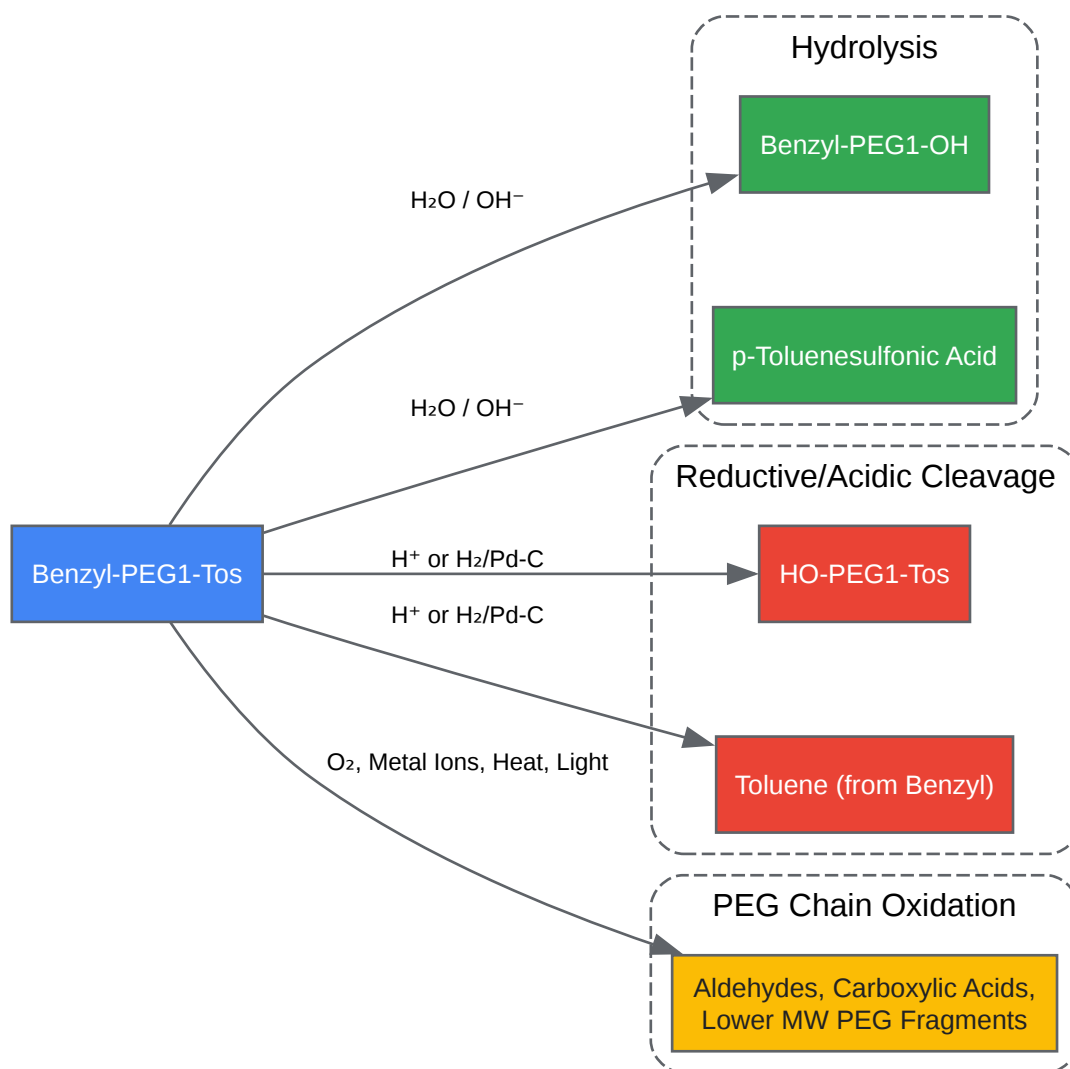 Hydrolysis
Benzyl-PEG1-OH
H₂O / OH⁻
p-Toluenesulfonic Acid
H₂O / OH⁻
Reductive/Acidic Cleavage
Benzyl-PEG1-Tos
H⁺ or H₂/Pd-C
HO-PEG1-Tos
H⁺ or H₂/Pd-C
Toluene (from Benzyl)
O₂, Metal Ions, Heat, Light
PEG Chain Oxidation
Aldehydes, Carboxylic Acids,
Lower MW PEG Fragments